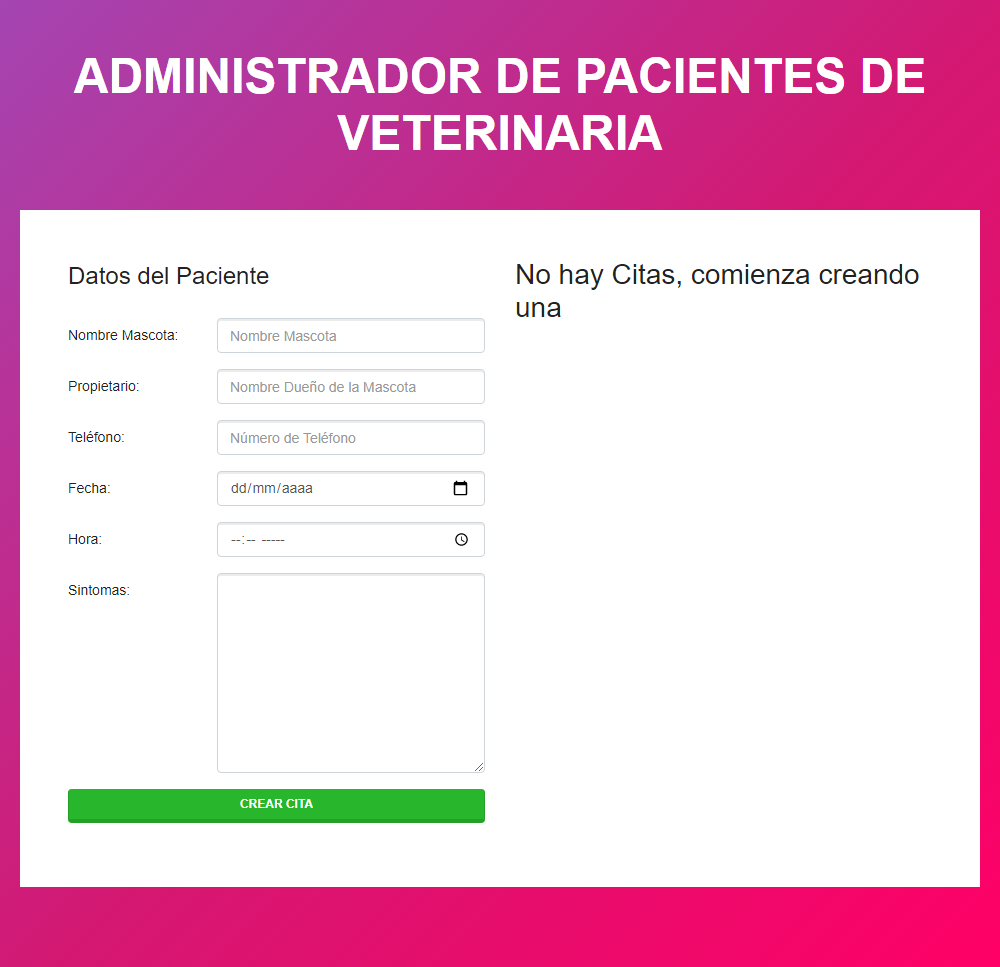 ADMINISTRADOR DE PACIENTES DE
VETERINARIA
Datos del Paciente
Nombre Mascota:
Nombre Mascota
Propietario:
Nombre Dueño de la Mascota
Teléfono:
Número de Teléfono
Fecha:
dd/mm/aaaa
Hora:
--:-- -----
Sintomas:
CREAR CITA
No hay Citas, comienza creando
una